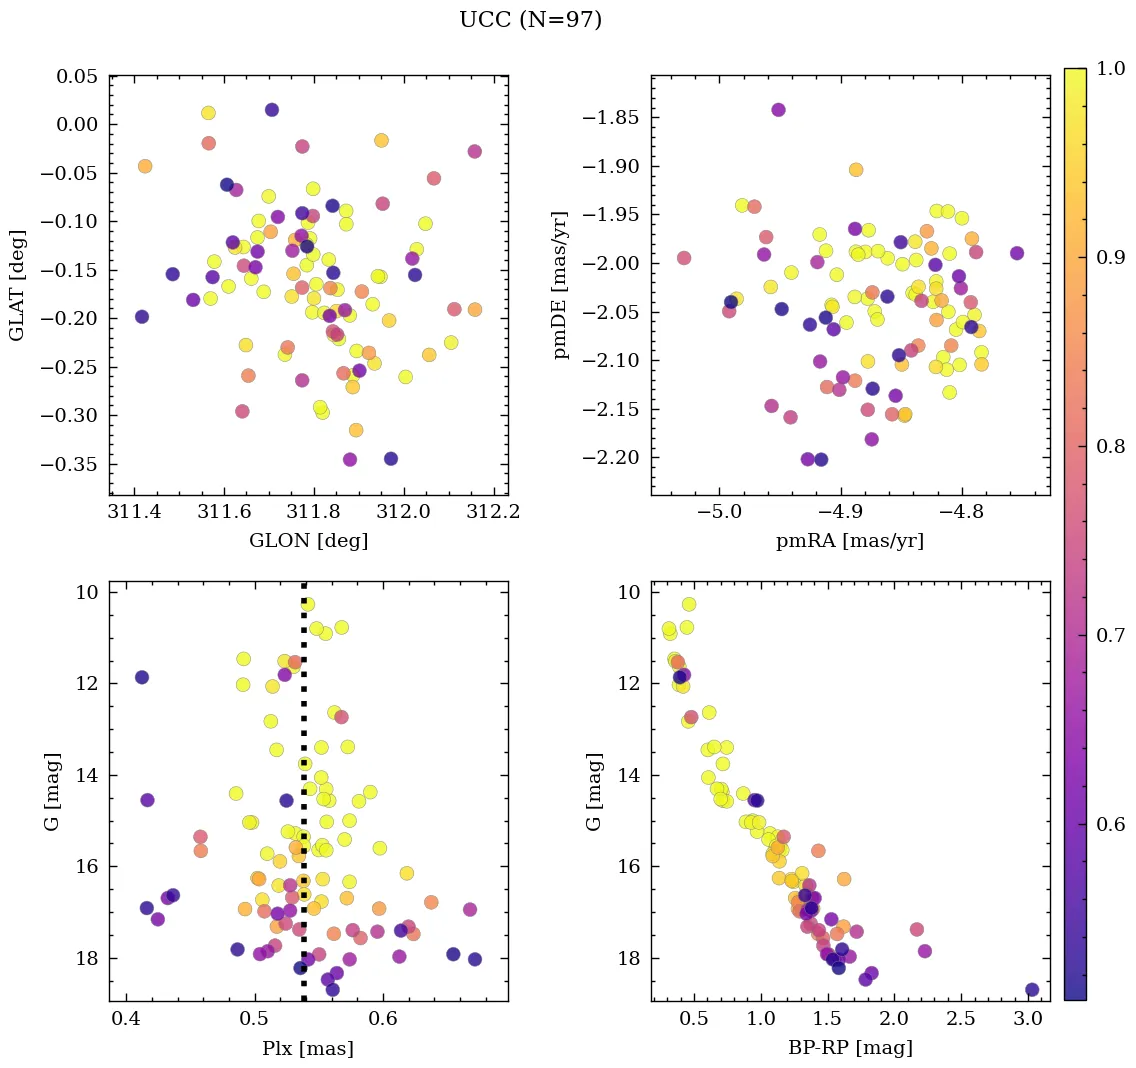 UCC (N=97)
0.05
0.00
−0.05
−0.10
−0.15
−0.20
−0.25
−0.30
−0.35
GLAT [deg]
311.4 311.6 311.8 312.0 312.2
GLON [deg]
−1.85
−1.90
−1.95
−2.00
−2.05
−2.10
−2.15
−2.20
pmDE [mas/yr]
−5.0 −4.9 −4.8
pmRA [mas/yr]
10
12
14
16
18
G [mag]
0.4 0.5 0.6
Plx [mas]
10
12
14
16
18
G [mag]
0.5 1.0 1.5 2.0 2.5 3.0
BP-RP [mag]
1.0
0.9
0.8
0.7
0.6